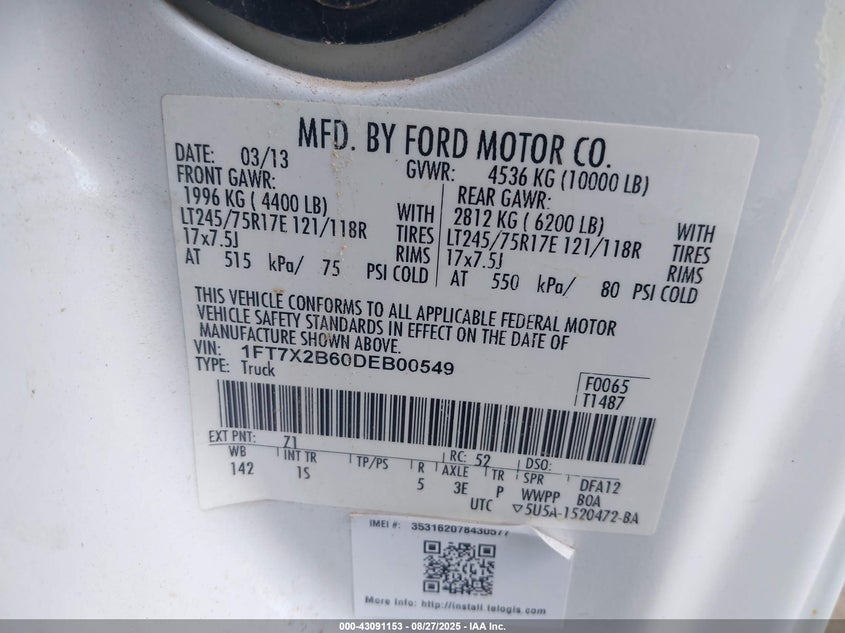 MFD. BY FORD MOTOR CO.
DATE: 03/13
GVWR: 4536 KG (10000 LB)
FRONT GAWR:
1996 KG ( 4400 LB)
LT245/75R17E 121/118R
17x7.5J
WITH
TIRES
RIMS
AT 515 kPa/ 75 PSI COLD
REAR GAWR:
2812 KG ( 6200 LB)
LT245/75R17E 121/118R
17x7.5J
WITH
TIRES
RIMS
AT 550 kPa/ 80 PSI COLD
THIS VEHICLE CONFORMS TO ALL APPLICABLE FEDERAL MOTOR
VEHICLE SAFETY STANDARDS IN EFFECT ON THE DATE OF
MANUFACTURE SHOWN ABOVE.
VIN: 1FT7X2B60DEB00549
TYPE: Truck
F0065
T1487
EXT PNT: Z1 RC: 52 DSO:
WB INT TR TP/PS R AXLE TR SPR DFA12
142 1S 5 3E P WWPP BOA
UTC ▽5U5A-1520472-BA
IMEI #: 353162078430577
More info: http://install.telogis.com
000-43091153 - 08/27/2025 - IAA Inc.